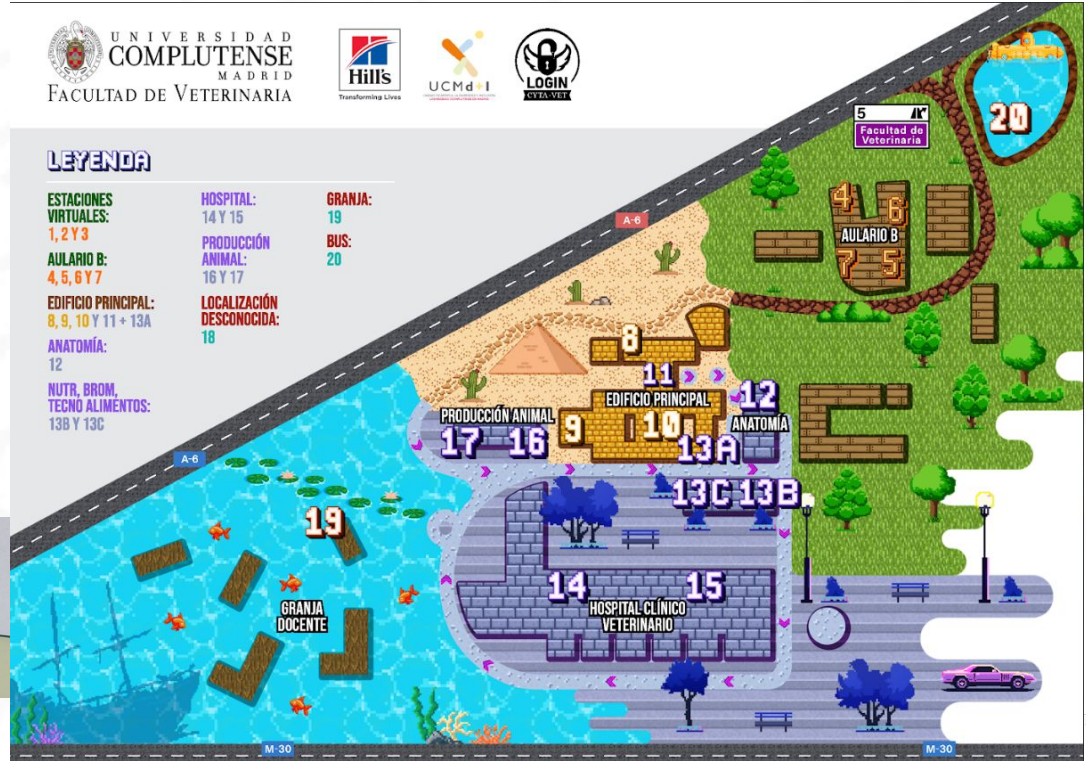 UNIVERSIDAD
COMPLUTENSE
MADRID
FACULTAD DE VETERINARIA
Hill's
Transforming Lives
UCMd+I
LOGIN
CYTA-VET
LEYENDA
ESTACIONES
VIRTUALES:
1, 2 Y 3
AULARIO B:
4, 5, 6 Y 7
EDIFICIO PRINCIPAL:
8, 9, 10 Y 11 + 13A
ANATOMÍA:
12
NUTR, BROM,
TECNO ALIMENTOS:
13B Y 13C
HOSPITAL:
14 Y 15
PRODUCCIÓN
ANIMAL:
16 Y 17
LOCALIZACIÓN
DESCONOCIDA:
18
GRANJA:
19
BUS:
20
5
Facultad de
Veterinaria
20
4
6
AULARIO B
7
5
A-6
8
11
EDIFICIO PRINCIPAL
12
ANATOMÍA
PRODUCCIÓN ANIMAL
17
16
9
10
13A
A-6
13C
13B
19
14
15
HOSPITAL CLÍNICO
VETERINARIO
GRANJA
DOCENTE
M-30
M-30